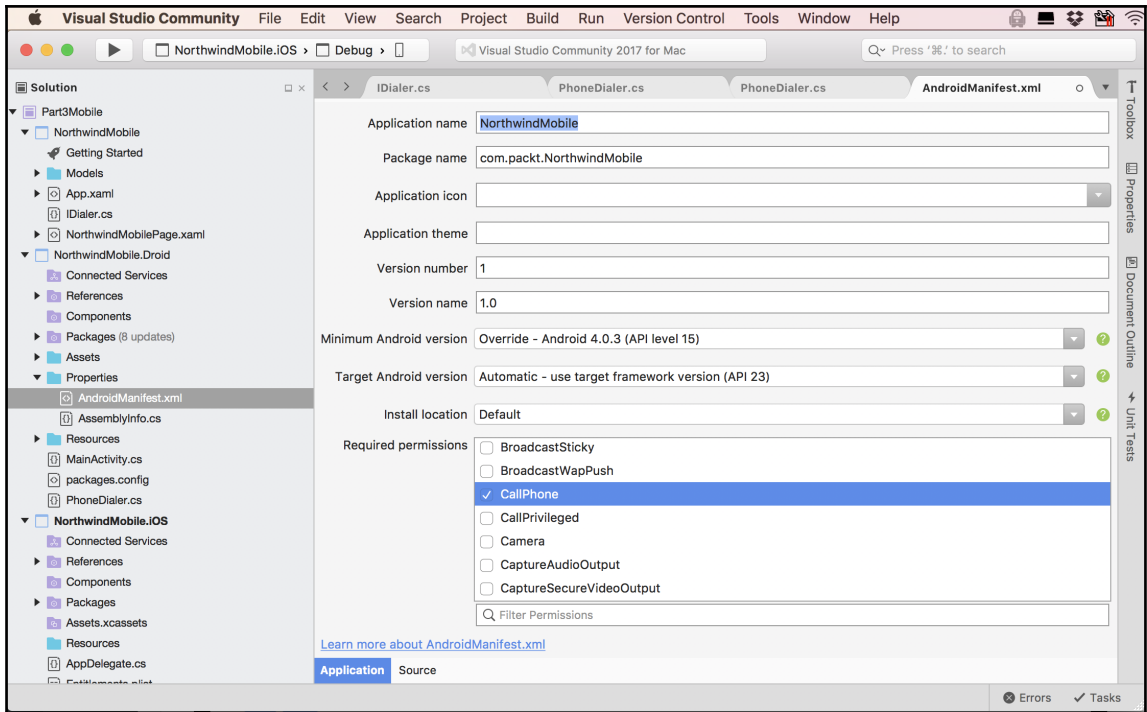 Visual Studio Community File Edit View Search Project Build Run Version Control Tools Window Help
NorthwindMobile.iOS › Debug ›
Visual Studio Community 2017 for Mac
Press '⌘.' to search
Solution
Part3Mobile
NorthwindMobile
Getting Started
Models
App.xaml
IDialer.cs
NorthwindMobilePage.xaml
NorthwindMobile.Droid
Connected Services
References
Components
Packages (8 updates)
Assets
Properties
AndroidManifest.xml
AssemblyInfo.cs
Resources
MainActivity.cs
packages.config
PhoneDialer.cs
NorthwindMobile.iOS
Connected Services
References
Components
Packages
Assets.xcassets
Resources
AppDelegate.cs
Entitlements.plist
IDialer.cs PhoneDialer.cs PhoneDialer.cs AndroidManifest.xml
Application name NorthwindMobile
Package name com.packt.NorthwindMobile
Application icon
Application theme
Version number 1
Version name 1.0
Minimum Android version Override - Android 4.0.3 (API level 15)
Target Android version Automatic - use target framework version (API 23)
Install location Default
Required permissions
BroadcastSticky
BroadcastWapPush
CallPhone
CallPrivileged
Camera
CaptureAudioOutput
CaptureSecureVideoOutput
Filter Permissions
Learn more about AndroidManifest.xml
Application Source
Toolbox
Properties
Document Outline
Unit Tests
Errors Tasks